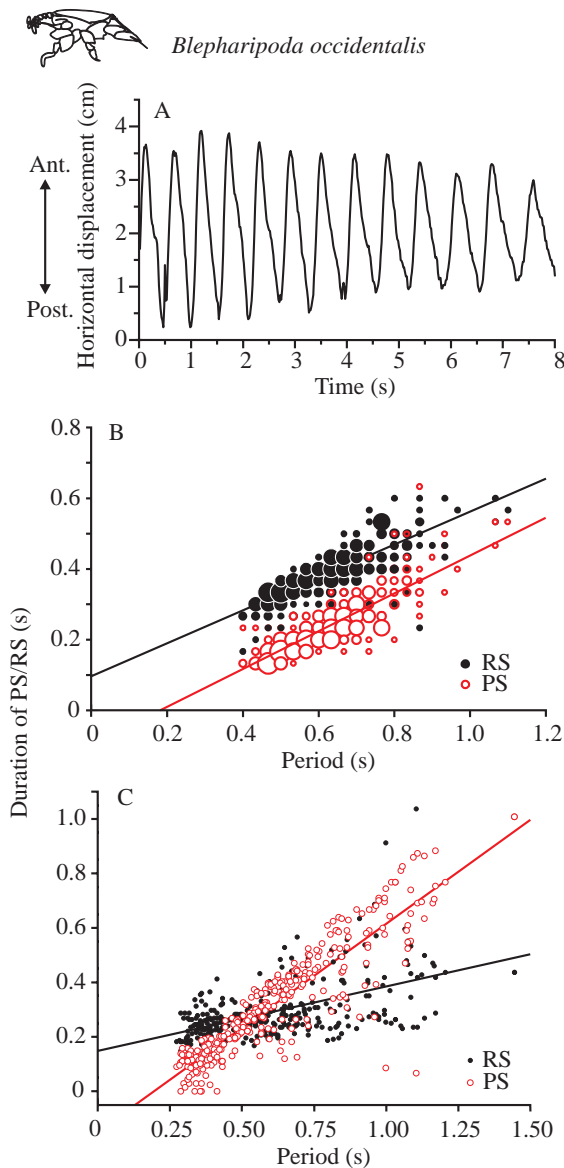 Blepharipoda occidentalis
A
Horizontal displacement (cm)
Ant.
Post.
4
3
2
1
0
0 1 2 3 4 5 6 7 8
Time (s)
B
Duration of PS/RS (s)
0.8
0.6
0.4
0.2
0
RS
PS
0 0.2 0.4 0.6 0.8 1.0 1.2
Period (s)
C
1.0
0.8
0.6
0.4
0.2
0
RS
PS
0 0.25 0.50 0.75 1.00 1.25 1.50
Period (s)